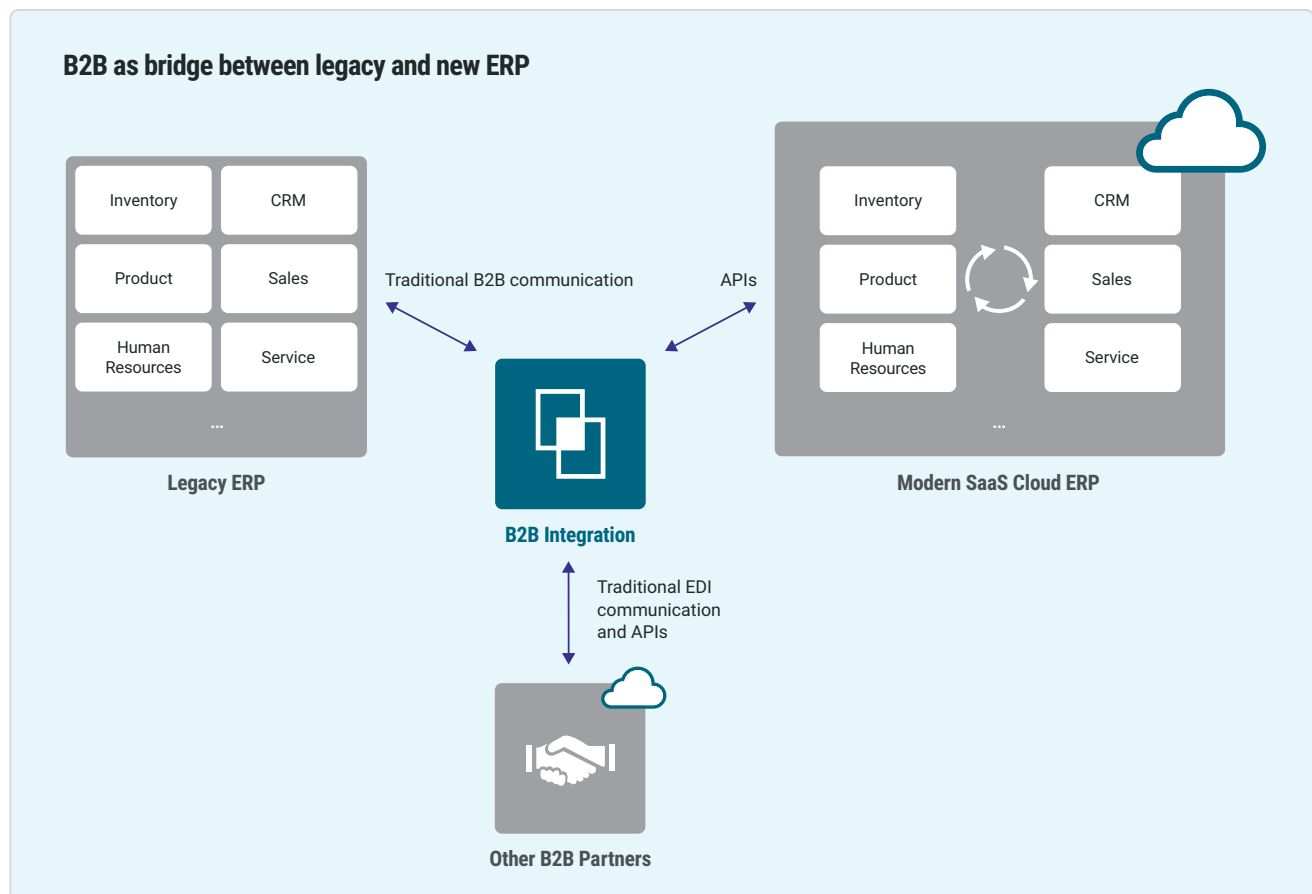 B2B as bridge between legacy and new ERP
Inventory
CRM
Product
Sales
Human
Resources
Service
...
Legacy ERP
Traditional B2B communication
APIs
Inventory
CRM
Product
Sales
Human
Resources
Service
...
Modern SaaS Cloud ERP
B2B Integration
Traditional EDI
communication
and APIs
Other B2B Partners